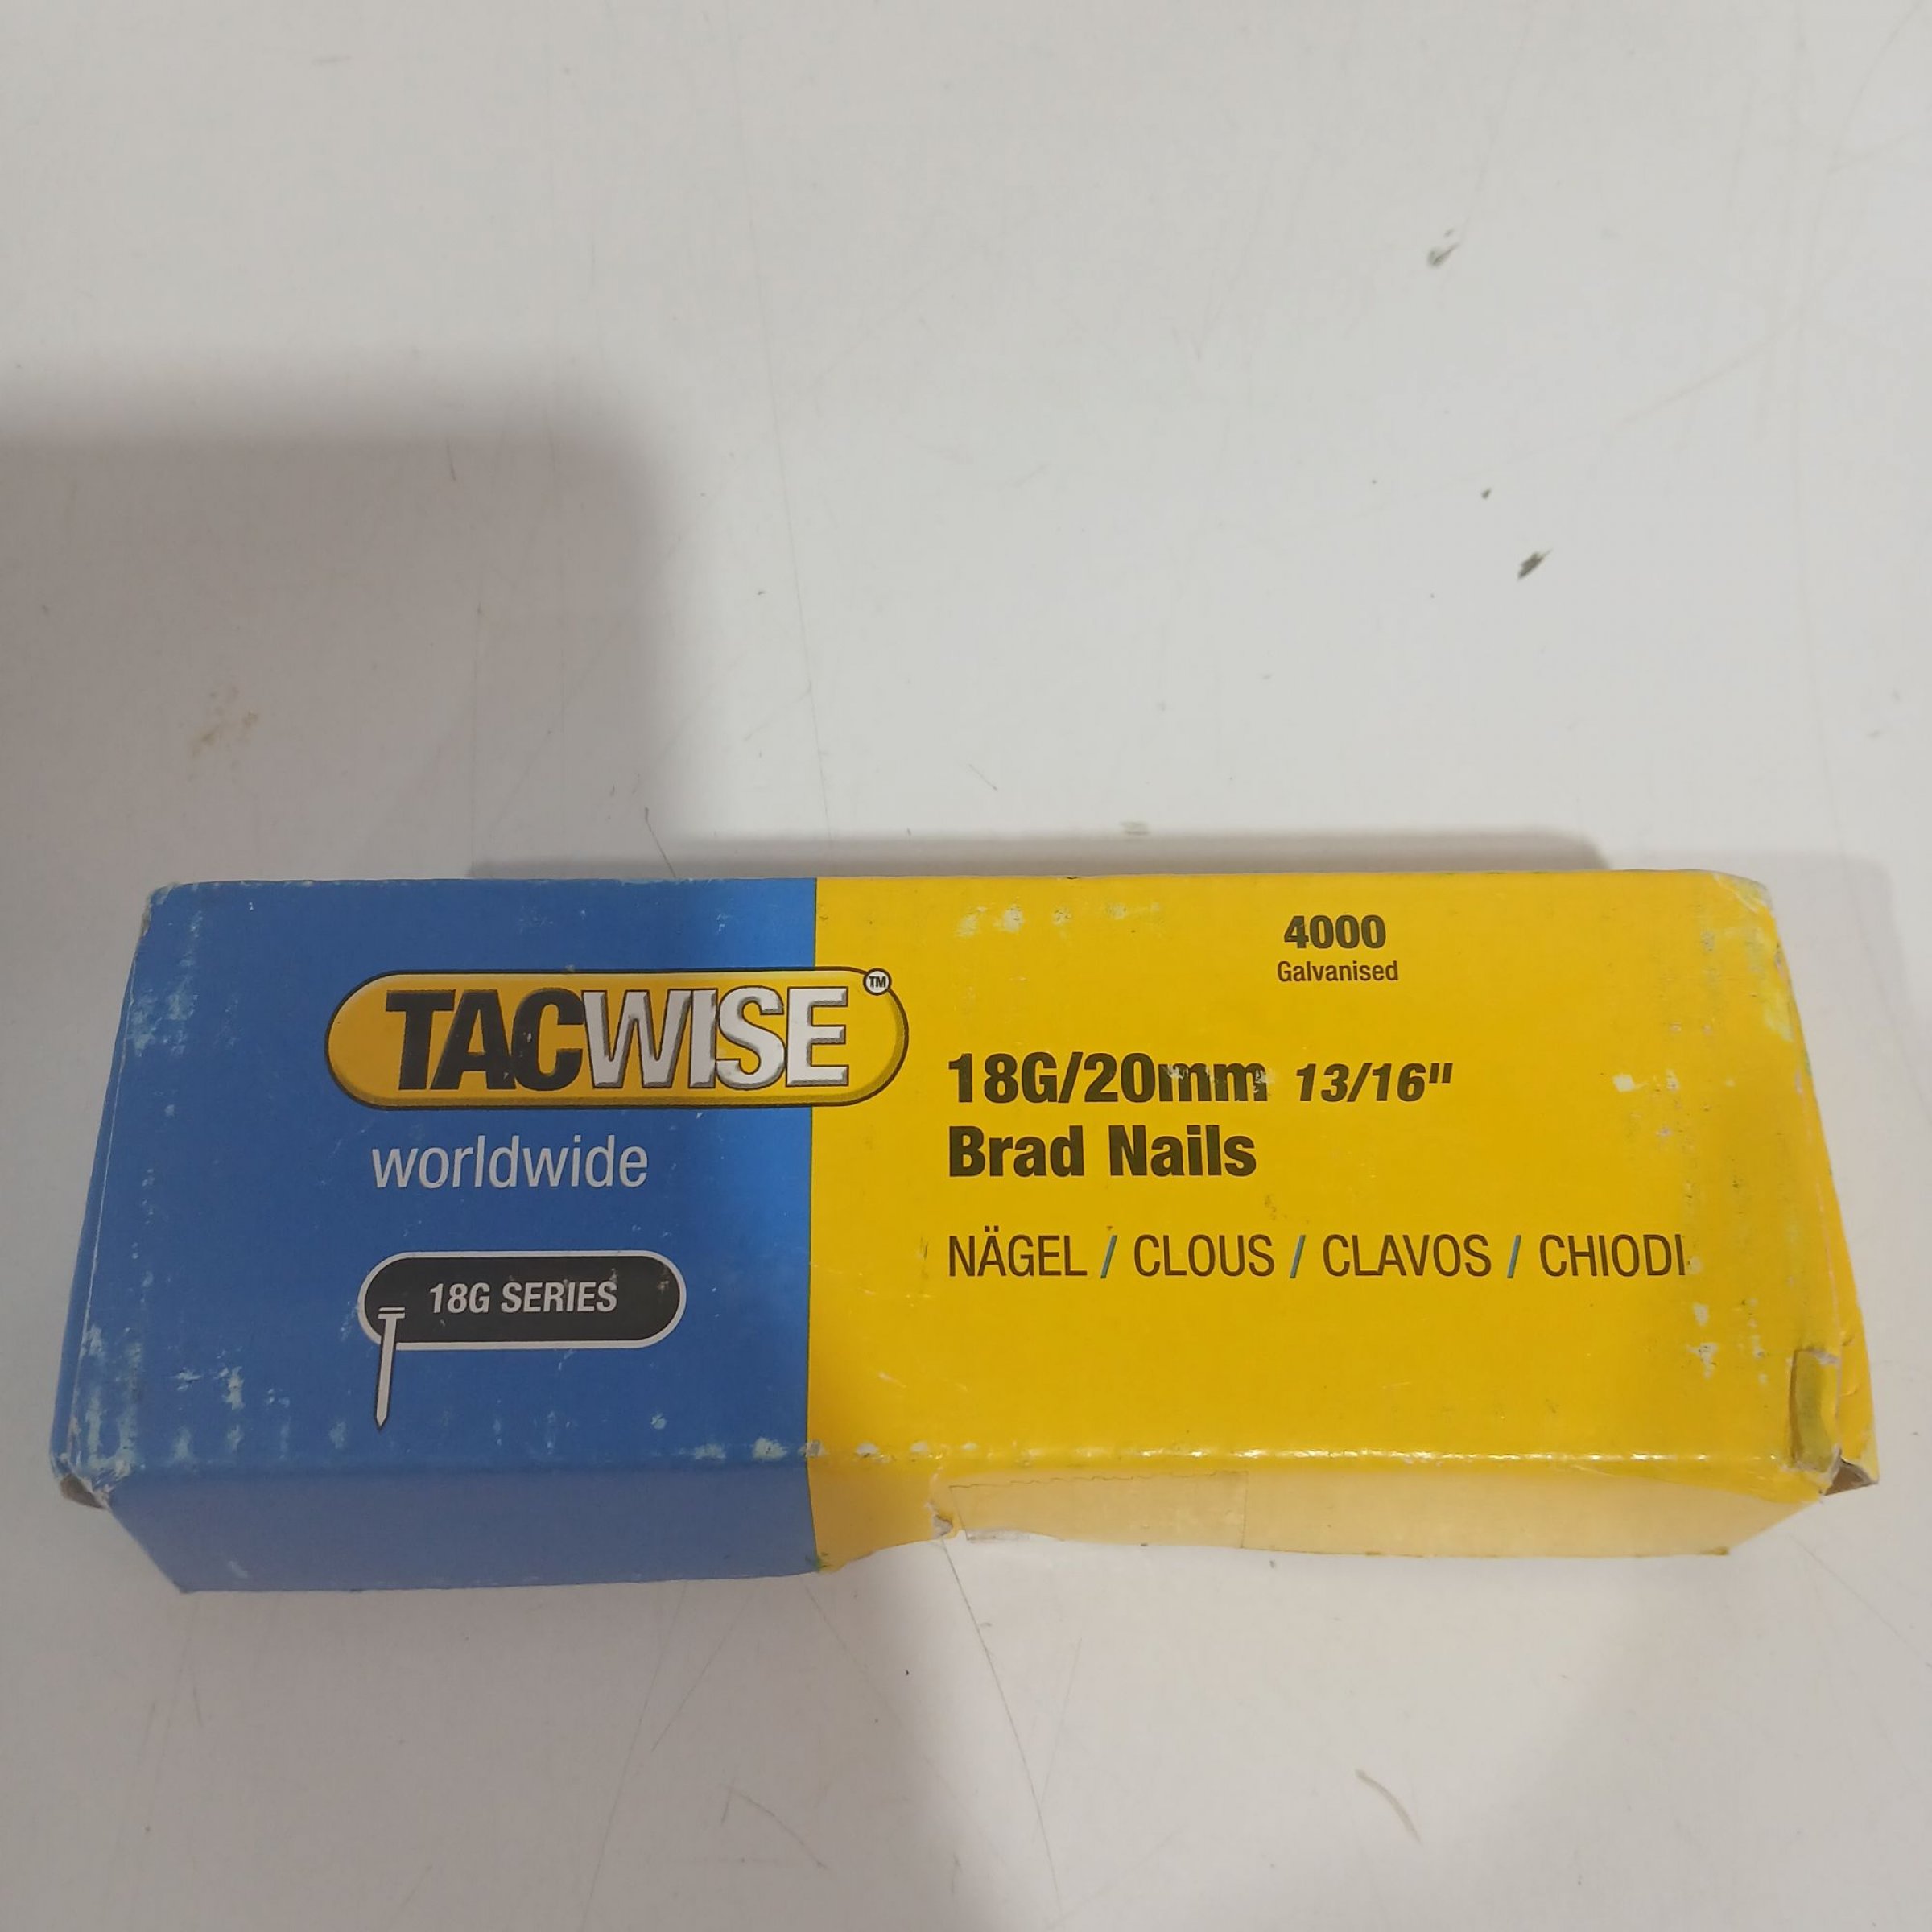 TACWISE™
worldwide
18G SERIES
4000
Galvanised
18G/20mm 13/16"
Brad Nails
NÄGEL / CLOUS / CLAVOS / CHIODI